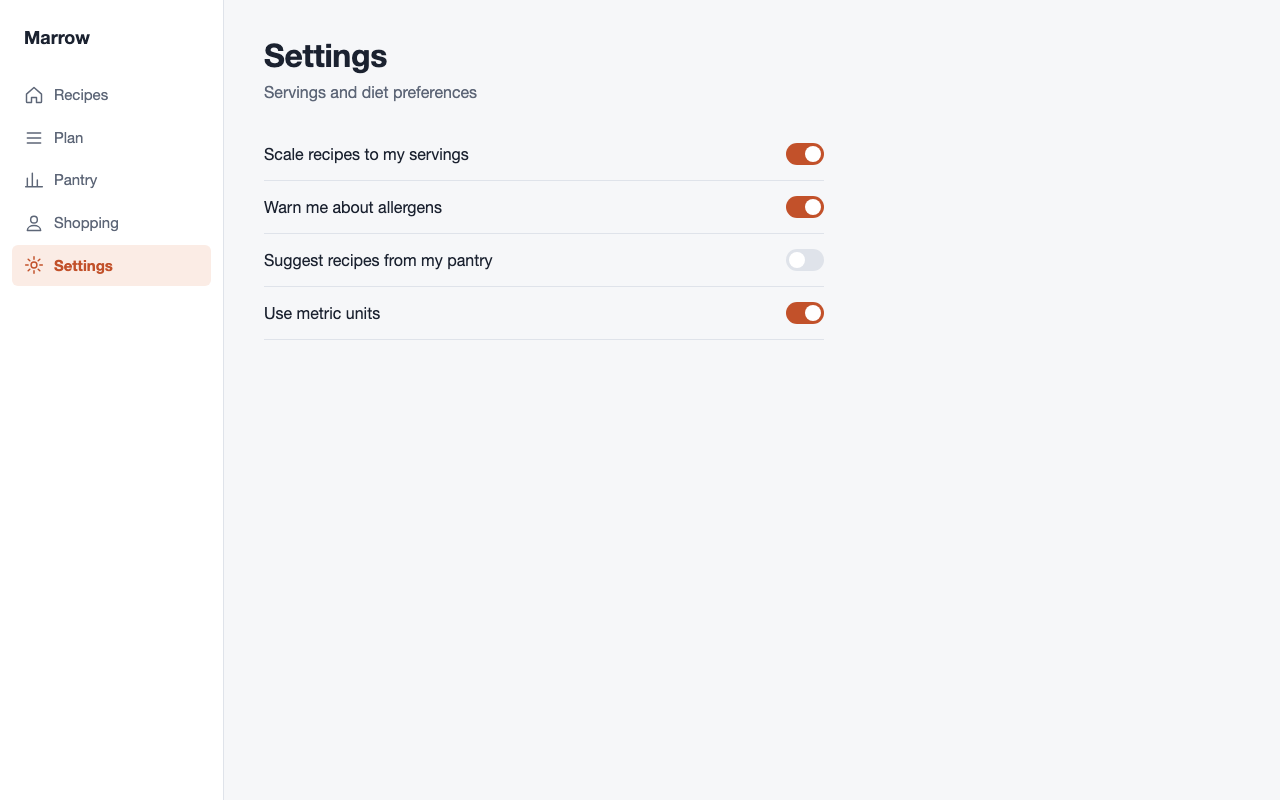 Marrow
Recipes
Plan
Pantry
Shopping
Settings
Settings
Servings and diet preferences
Scale recipes to my servings
Warn me about allergens
Suggest recipes from my pantry
Use metric units